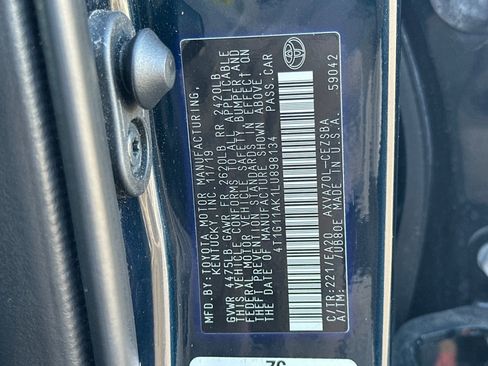 MFD.BY:TOYOTA MOTOR MANUFACTURING,
KENTUCKY,INC. 11/19
GVWR 4475LB GAWR FR 2620LB RR 2420LB
THIS VEHICLE CONFORMS TO ALL APPLICABLE
FEDERAL MOTOR VEHICLE SAFETY, BUMPER, AND
THEFT PREVENTION STANDARDS IN EFFECT ON
THE DATE OF MANUFACTURE SHOWN ABOVE.
4T1G11AK1LU898134 PASS.CAR
C/TR:221/EA20 AXVA70L-CEZSBA
A/TM: /UB80E MADE IN U.S.A. 59042